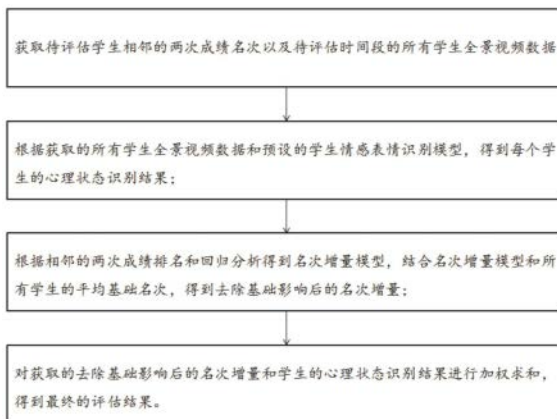 获取待评估学生相邻的两次成绩名次以及待评估时间段的所有学生全景视频数据
根据获取的所有学生全景视频数据和预设的学生情感表情识别模型，得到每个学
生的心理状态识别结果；
根据相邻的两次成绩排名和回归分析得到名次增量模型，结合名次增量模型和所
有学生的平均基础名次，得到去除基础影响后的名次增量；
对获取的去除基础影响后的名次增量和学生的心理状态识别结果进行加权求和，
得到最终的评估结果。